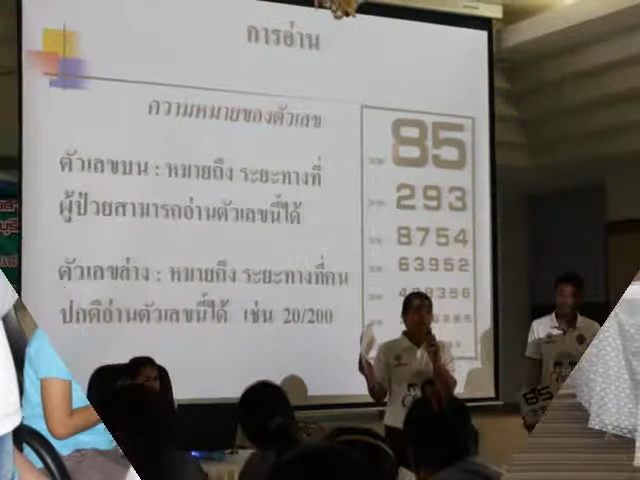 การอ่าน
ความหมายของตัวเลข
ตัวเลขบน : หมายถึง ระยะทางที่
ผู้ป่วยสามารถอ่านตัวเลขนี้ได้
ตัวเลขล่าง : หมายถึง ระยะทางที่คน
ปกติอ่านตัวเลขนี้ได้ เช่น 20/200
85
293
8754
63952
85